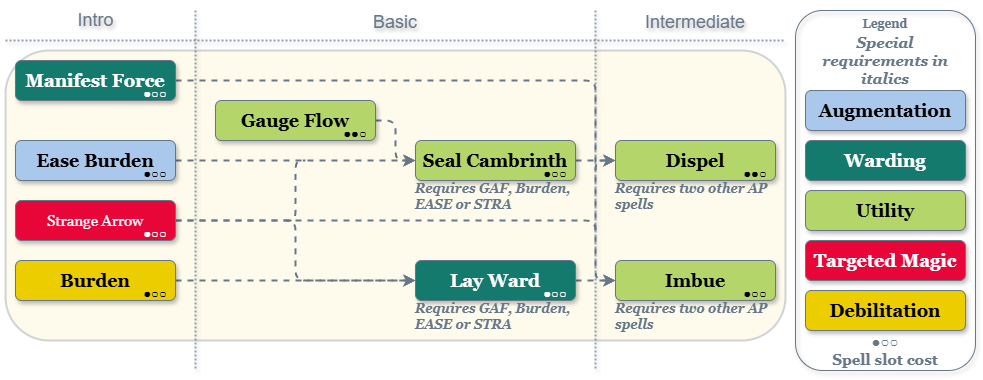 Intro
Basic
Intermediate
Manifest Force
●○○
Gauge Flow
●●○
Ease Burden
●○○
Seal Cambrinth
●○○
Requires GAF, Burden,
EASE or STRA
Dispel
●●○
Requires two other AP
spells
Strange Arrow
●○○
Burden
●○○
Lay Ward
●○○
Requires GAF, Burden,
EASE or STRA
Imbue
●○○
Requires two other AP
spells
Legend
Special
requirements in
italics
Augmentation
Warding
Utility
Targeted Magic
Debilitation
●○○
Spell slot cost